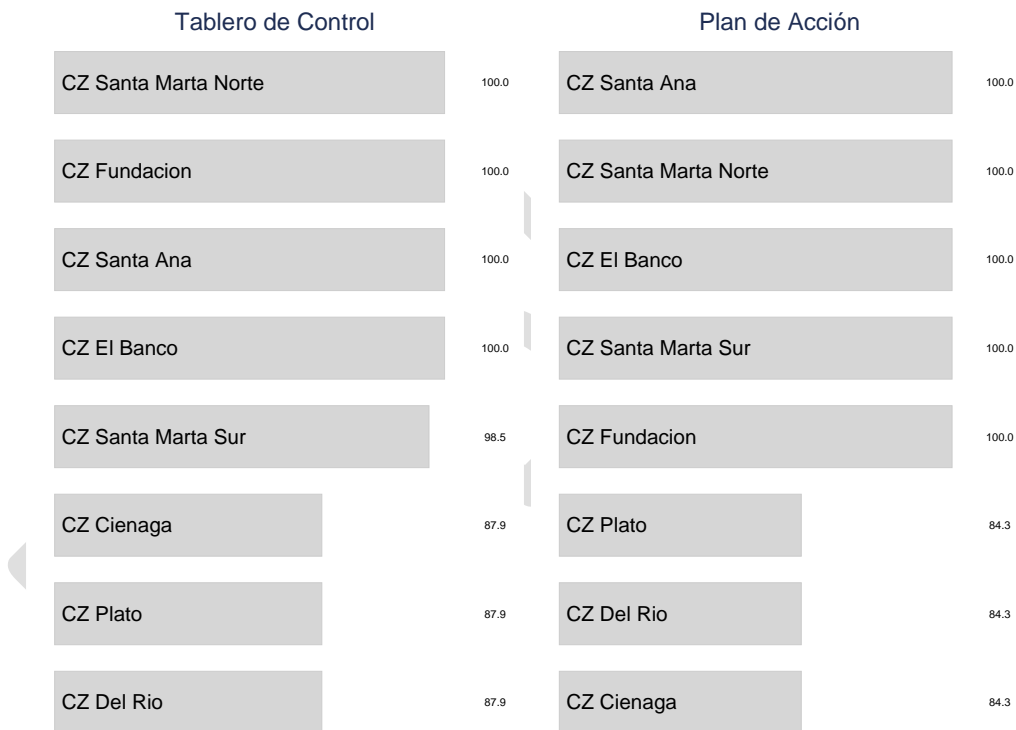 Tablero de Control
CZ Santa Marta Norte 100.0
CZ Fundacion 100.0
CZ Santa Ana 100.0
CZ El Banco 100.0
CZ Santa Marta Sur 98.5
CZ Cienaga 87.9
CZ Plato 87.9
CZ Del Rio 87.9
Plan de Acción
CZ Santa Ana 100.0
CZ Santa Marta Norte 100.0
CZ El Banco 100.0
CZ Santa Marta Sur 100.0
CZ Fundacion 100.0
CZ Plato 84.3
CZ Del Rio 84.3
CZ Cienaga 84.3